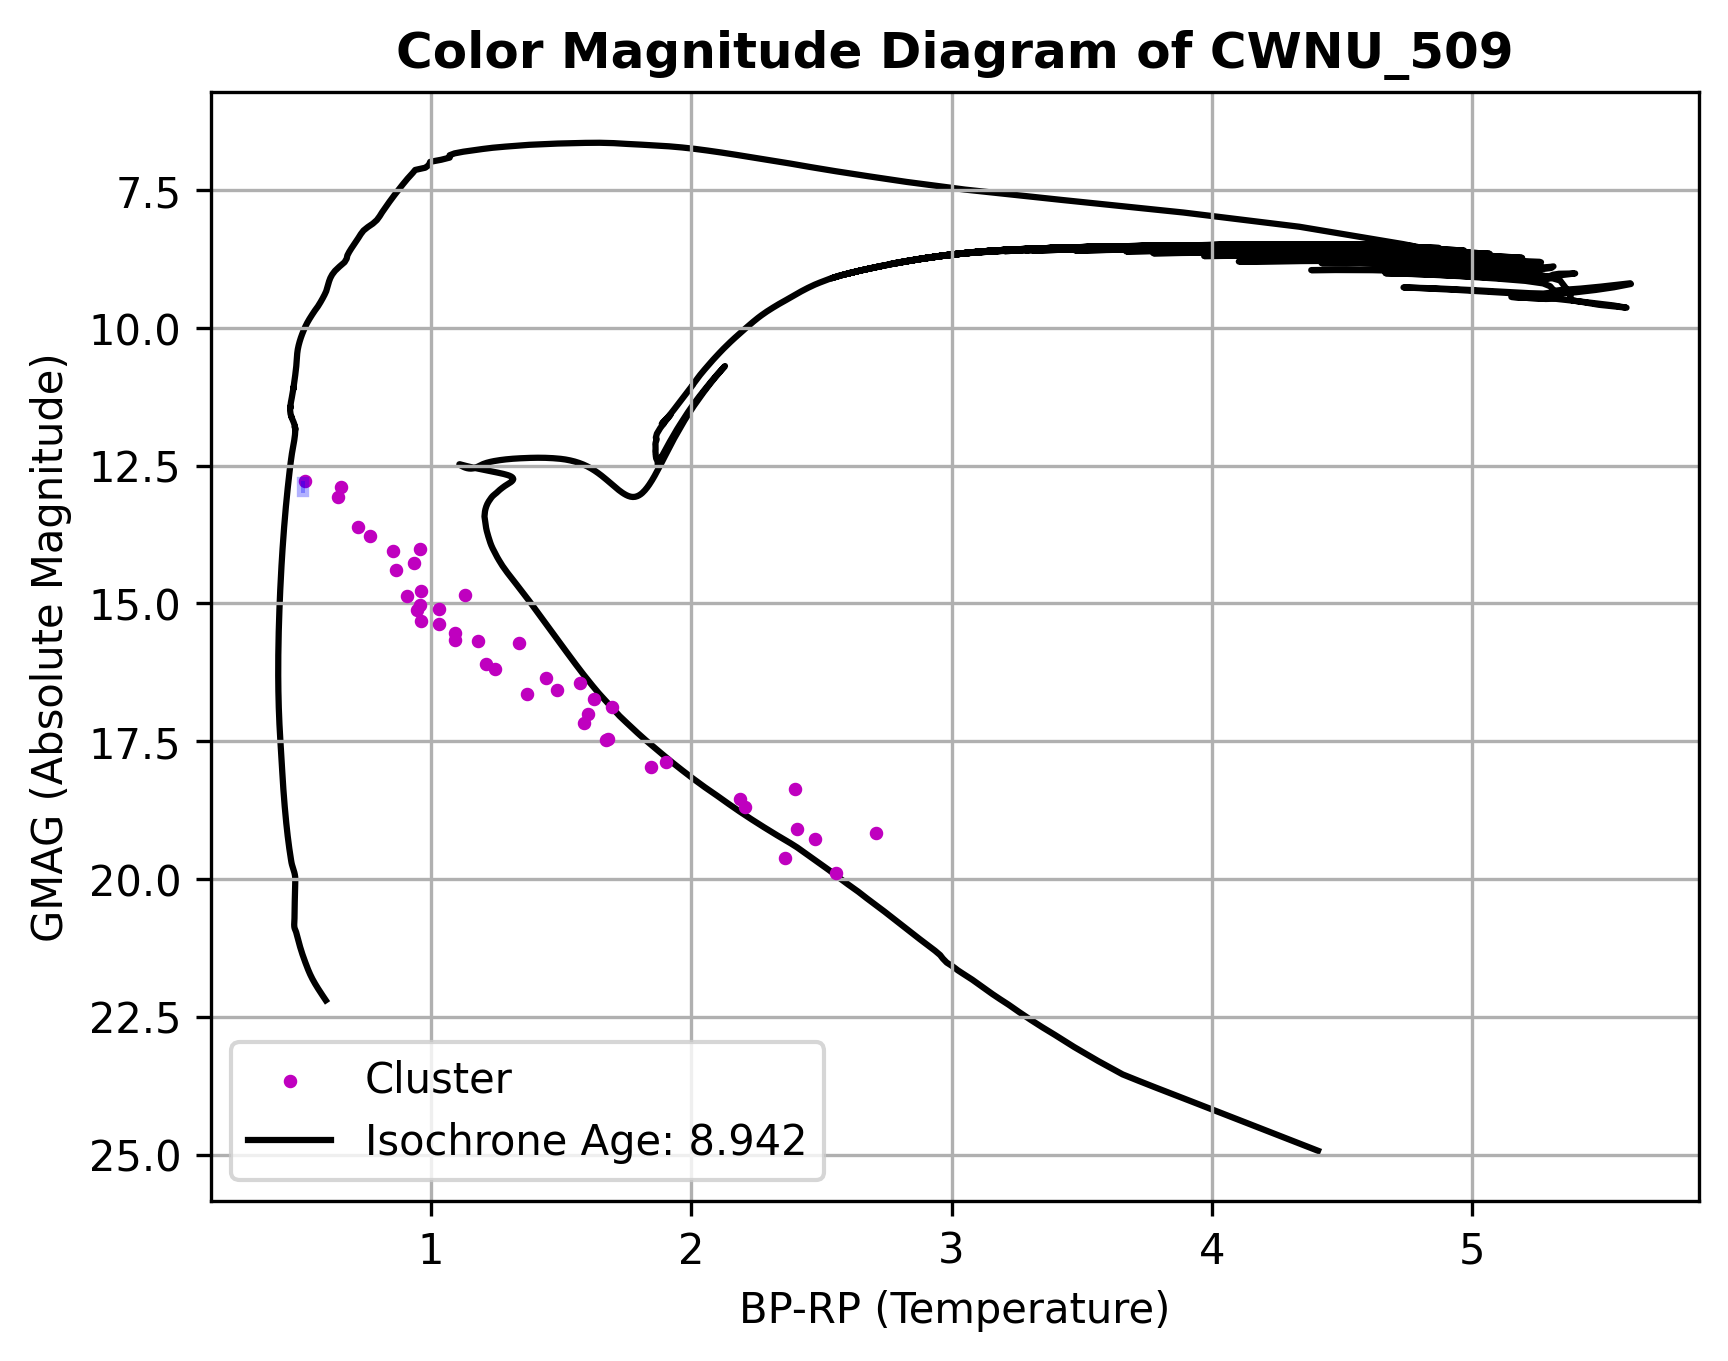 Color Magnitude Diagram of CWNU_509
GMAG (Absolute Magnitude)
7.5
10.0
12.5
15.0
17.5
20.0
22.5
25.0
Cluster
Isochrone Age: 8.942
1 2 3 4 5
BP-RP (Temperature)